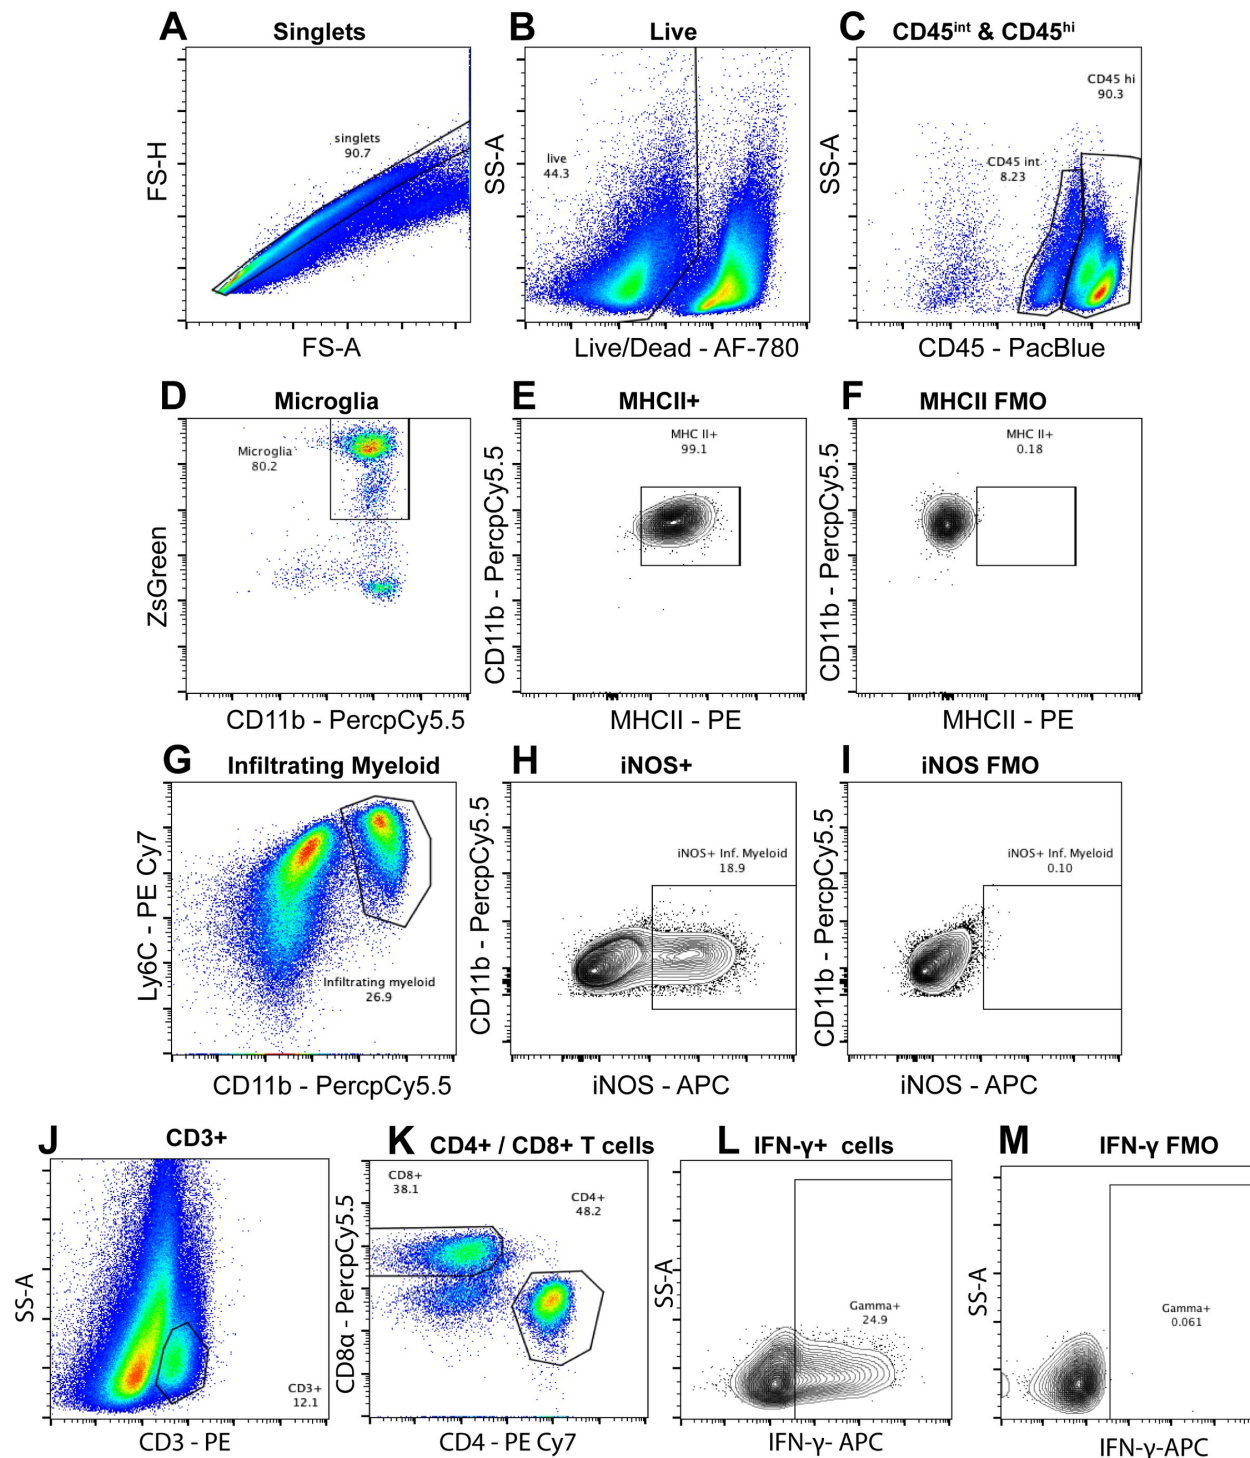 A Singlets
singlets
90.7
FS-H
FS-A
B Live
live
44.3
SS-A
Live/Dead - AF-780
C CD45int & CD45hi
CD45 hi
90.3
CD45 int
8.23
SS-A
CD45 - PacBlue
D Microglia
Microglia
80.2
ZsGreen
CD11b - PercpCy5.5
E MHCII+
MHC II+
99.1
CD11b - PercpCy5.5
MHCII - PE
F MHCII FMO
MHC II+
0.18
CD11b - PercpCy5.5
MHCII - PE
G Infiltrating Myeloid
Infiltrating myeloid
26.9
Ly6C - PE Cy7
CD11b - PercpCy5.5
H iNOS+
iNOS+ Inf. Myeloid
18.9
CD11b - PercpCy5.5
iNOS - APC
I iNOS FMO
iNOS+ Inf. Myeloid
0.10
CD11b - PercpCy5.5
iNOS - APC
J CD3+
CD3+
12.1
SS-A
CD3 - PE
K CD4+ / CD8+ T cells
CD8+
38.1
CD4+
48.2
CD8α - PercpCy5.5
CD4 - PE Cy7
L IFN-γ+ cells
Gamma+
24.9
SS-A
IFN-γ- APC
M IFN-γ FMO
Gamma+
0.061
SS-A
IFN-γ-APC